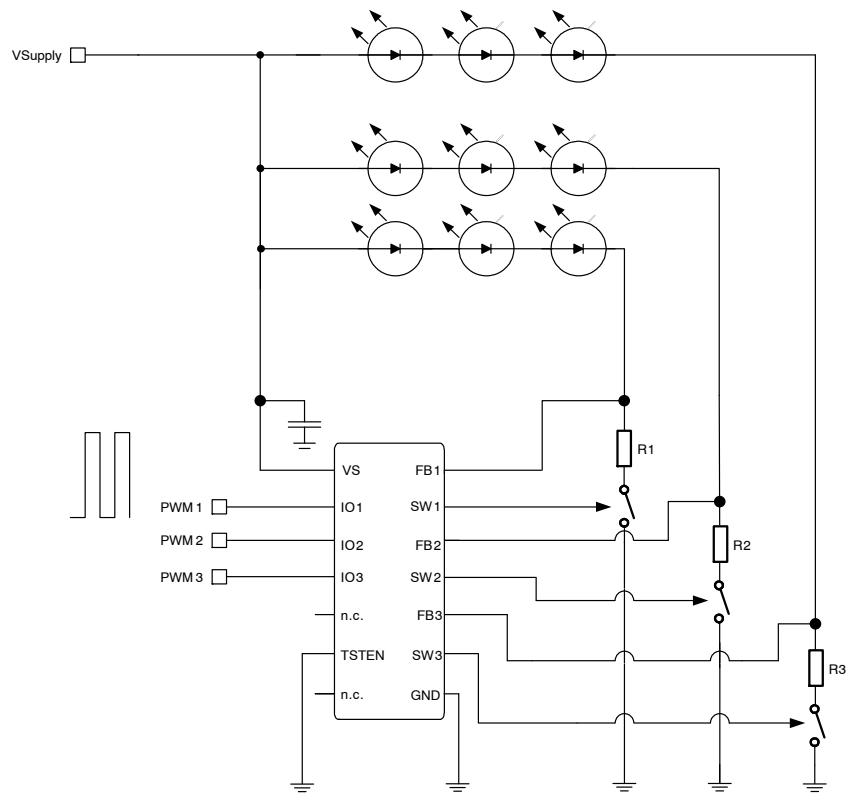 VSupply
R1
VS FB1
PWM 1 IO1 SW1
PWM 2 IO2 FB2 R2
PWM 3 IO3 SW2
n.c. FB3
TSTEN SW3 R3
n.c. GND